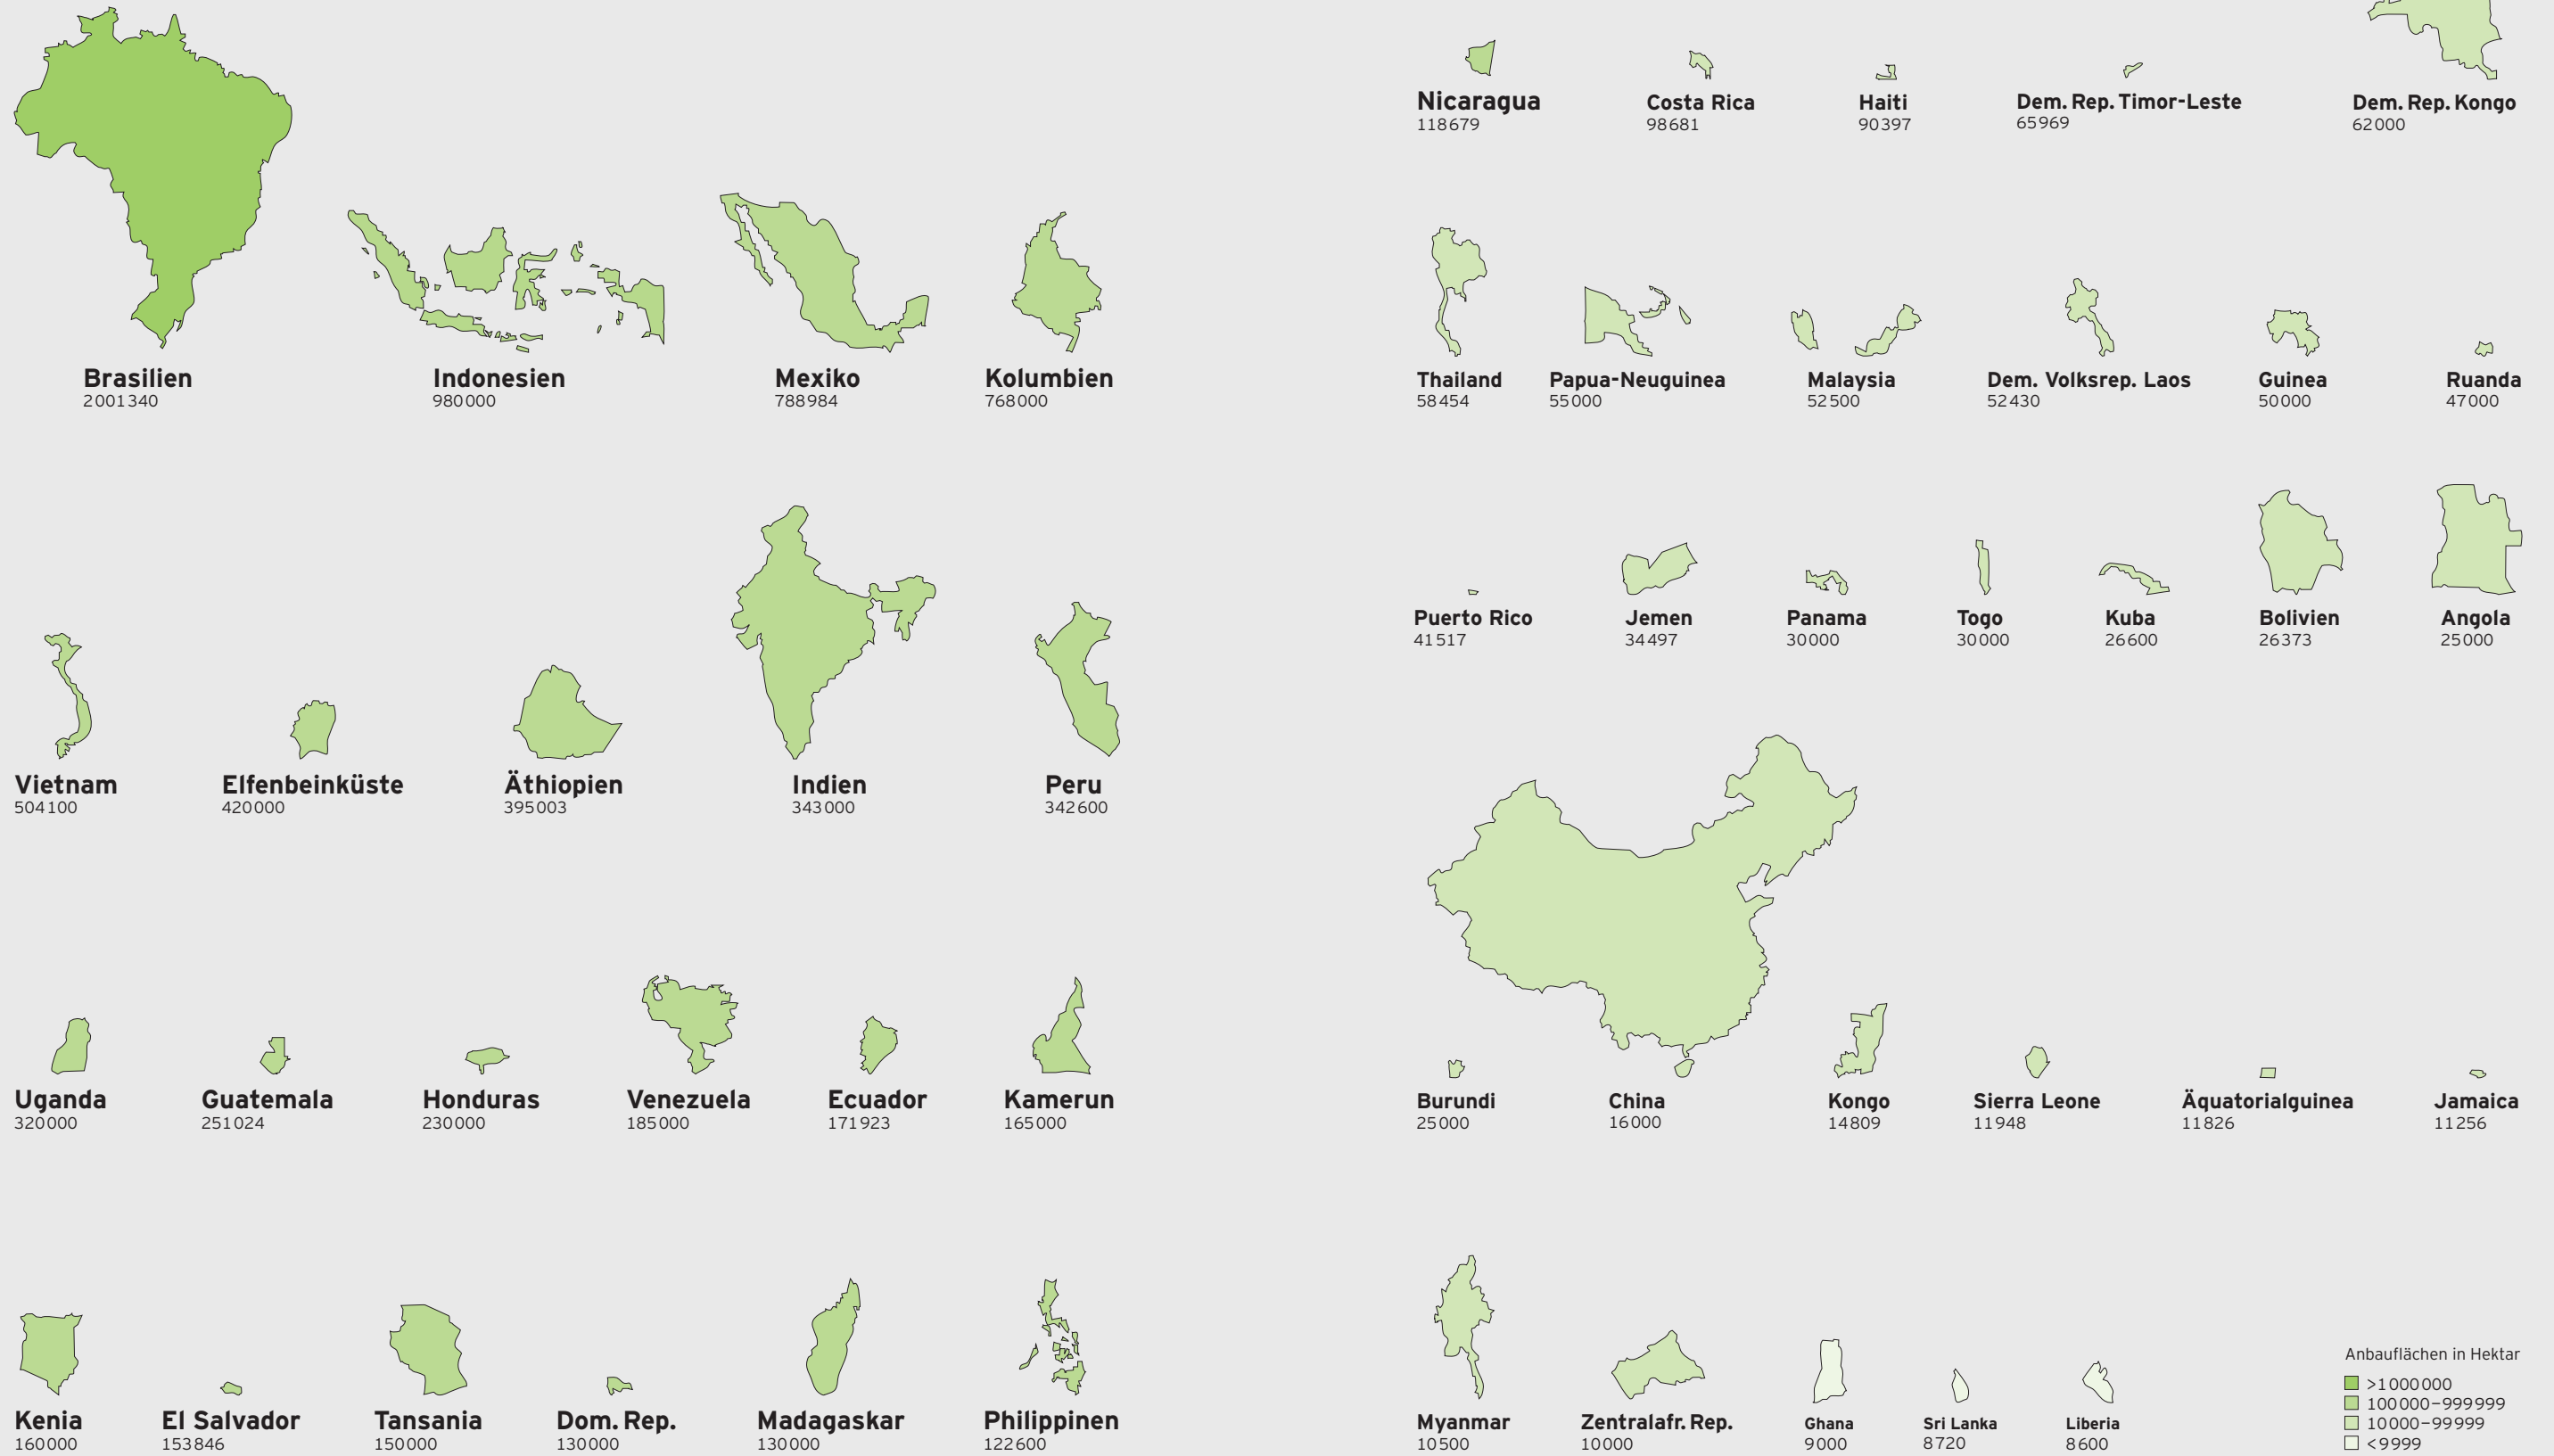 Brasilien
2001340
Indonesien
980000
Mexiko
788984
Kolumbien
768000
Vietnam
504100
Elfenbeinküste
420000
Äthiopien
395003
Indien
343000
Peru
342600
Uganda
320000
Guatemala
251024
Honduras
230000
Venezuela
185000
Ecuador
171923
Kamerun
165000
Kenia
160000
El Salvador
153846
Tansania
150000
Dom. Rep.
130000
Madagaskar
130000
Philippinen
122600
Nicaragua
118679
Costa Rica
98681
Haiti
90397
Dem. Rep. Timor-Leste
65969
Dem. Rep. Kongo
62000
Thailand
58454
Papua-Neuguinea
55000
Malaysia
52500
Dem. Volksrep. Laos
52430
Guinea
50000
Ruanda
47000
Puerto Rico
41517
Jemen
34497
Panama
30000
Togo
30000
Kuba
26600
Bolivien
26373
Angola
25000
Burundi
25000
China
16000
Kongo
14809
Sierra Leone
11948
Äquatorialguinea
11826
Jamaica
11256
Myanmar
10500
Zentralafr. Rep.
10000
Ghana
9000
Sri Lanka
8720
Liberia
8600
Anbauflächen in Hektar
>1000000
100000–999999
10000–99999
<9999